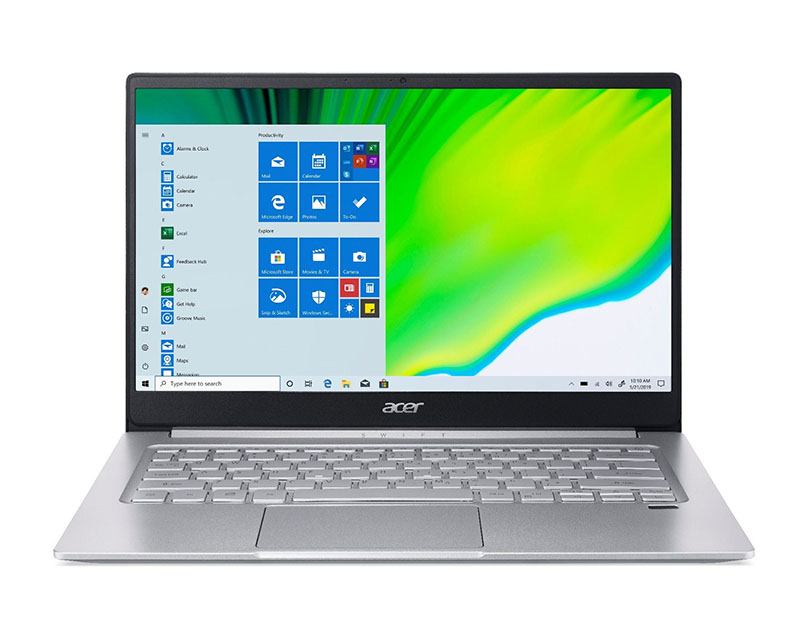 A
Alarms & Clock
C
Calculator
Calendar
Camera
E
Excel
F
Feedback Hub
G
Game bar
Get Help
Groove Music
M
Mail
Maps
Messaging
Productivity
Mail
Calendar
Microsoft Edge
Photos
To-Do
Explore
Microsoft Store
Movies & TV
Camera
Snip & Sketch
Windows Sec...
Type here to search
10:10 AM
5/21/2019
acer
SWIFT